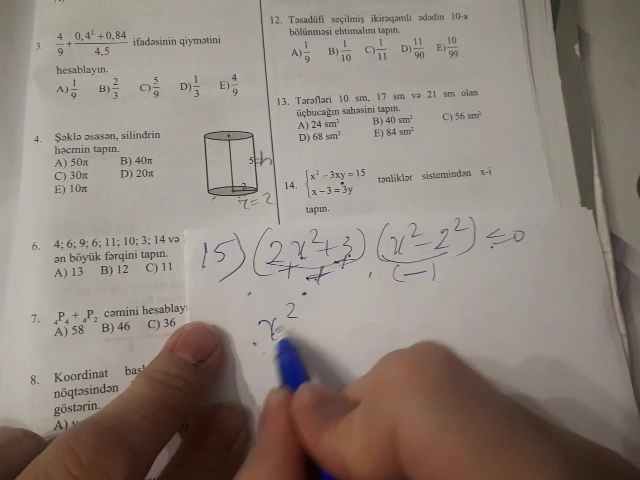 3. 4/9 + (0,4² + 0,84)/4,5 ifadəsinin qiymətini
hesablayın.
A) 1/9 B) 2/3 C) 5/9 D) 1/3 E) 4/9
4. Şəklə əsasən, silindrin
həcmin tapın.
A) 50π B) 40π
C) 30π D) 20π
E) 10π
5=h
2
r=2
6. 4; 6; 9; 6; 11; 10; 3; 14 və
ən böyük fərqini tapın.
A) 13 B) 12 C) 11
7. ₄P₄ + ₄P₂ cəmini hesablay
A) 58 B) 46 C) 36
8. Koordinat
nöqtəsindən
göstərin.
A)
12. Təsadüfi seçilmiş ikirəqəmli ədədin 10-a
bölünməsi ehtimalını tapın.
A) 1/9 B) 1/10 C) 1/11 D) 11/90 E) 10/99
13. Tərəfləri 10 sm, 17 sm və 21 sm olan
üçbucağın sahəsini tapın.
A) 24 sm² B) 40 sm² C) 56 sm²
D) 68 sm² E) 84 sm²
14. { x² − 3xy = 15
x − 3 = 3y
tənliklər sistemindən x-i
tapın.
15) (2x²+3) (x²−2²) ≤ 0
+ + +
(−)
x²